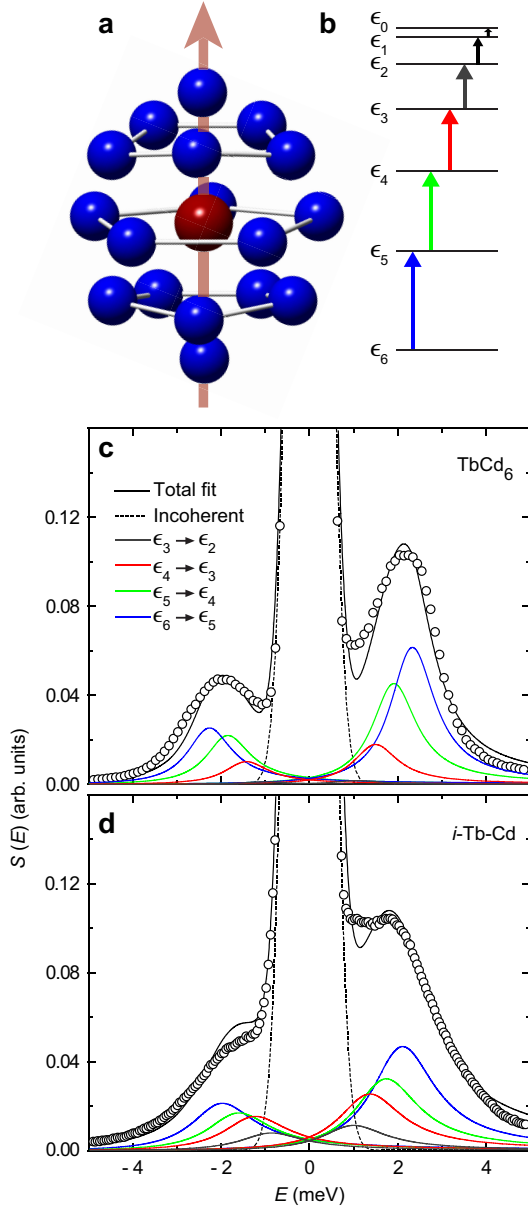 a
b
ϵ0
ϵ1
ϵ2
ϵ3
ϵ4
ϵ5
ϵ6
c
TbCd6
Total fit
Incoherent
ϵ3 → ϵ2
ϵ4 → ϵ3
ϵ5 → ϵ4
ϵ6 → ϵ5
0.12
0.08
0.04
0.00
S (E) (arb. units)
d
i-Tb-Cd
0.12
0.08
0.04
0.00
- 4 - 2 0 2 4
E (meV)